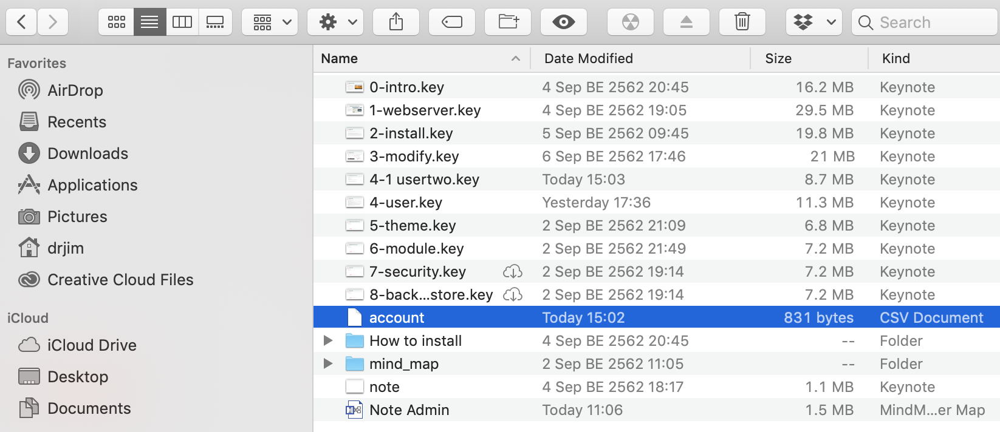 Search
Favorites
AirDrop
Recents
Downloads
Applications
Pictures
drjim
Creative Cloud Files
iCloud
iCloud Drive
Desktop
Documents
Name Date Modified Size Kind
0-intro.key 4 Sep BE 2562 20:45 16.2 MB Keynote
1-webserver.key 4 Sep BE 2562 19:05 29.5 MB Keynote
2-install.key 5 Sep BE 2562 09:45 19.8 MB Keynote
3-modify.key 6 Sep BE 2562 17:46 21 MB Keynote
4-1 usertwo.key Today 15:03 8.7 MB Keynote
4-user.key Yesterday 17:36 11.3 MB Keynote
5-theme.key 2 Sep BE 2562 21:09 6.8 MB Keynote
6-module.key 2 Sep BE 2562 21:49 7.2 MB Keynote
7-security.key 2 Sep BE 2562 19:14 7.2 MB Keynote
8-back...store.key 2 Sep BE 2562 19:14 7.2 MB Keynote
account Today 15:02 831 bytes CSV Document
How to install 4 Sep BE 2562 20:45 -- Folder
mind_map 2 Sep BE 2562 11:05 -- Folder
note 4 Sep BE 2562 18:17 1.1 MB Keynote
Note Admin Today 11:06 1.5 MB MindM...er Map